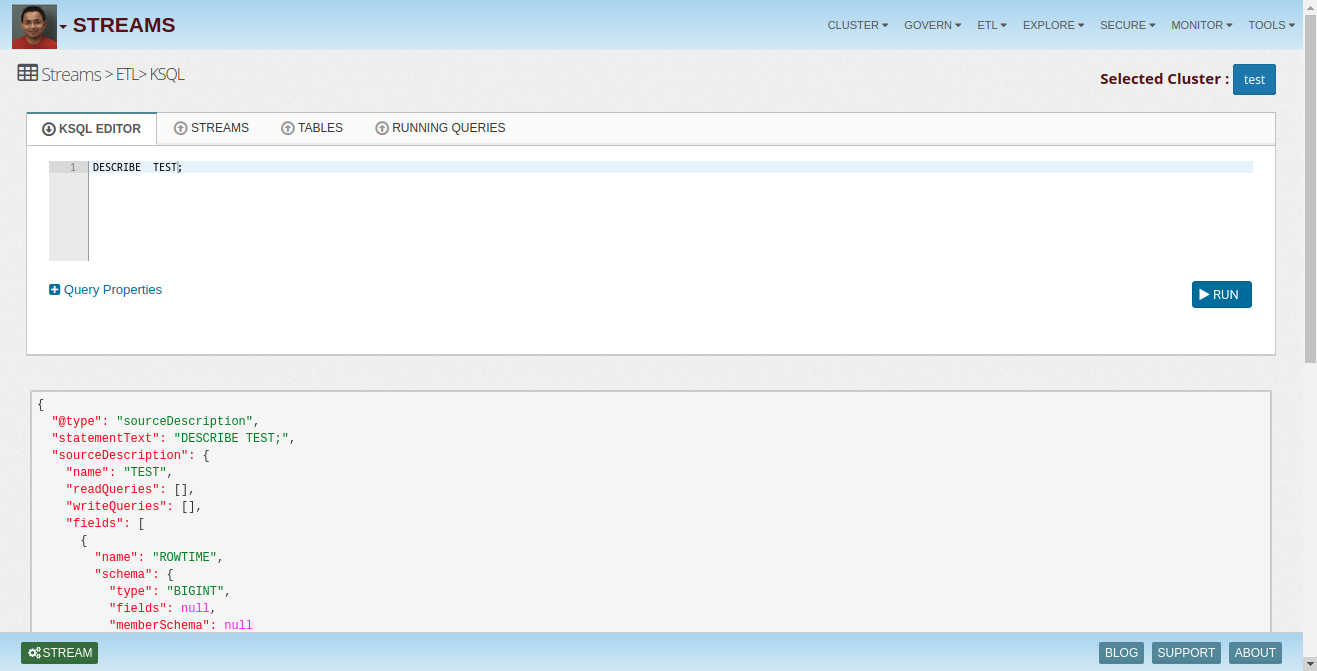 STREAMS CLUSTER GOVERN ETL EXPLORE SECURE MONITOR TOOLS
Streams > ETL> KSQL
Selected Cluster : test
KSQL EDITOR STREAMS TABLES RUNNING QUERIES
1 DESCRIBE  TEST;
Query Properties
RUN
{
"@type": "sourceDescription",
"statementText": "DESCRIBE TEST;",
"sourceDescription": {
"name": "TEST",
"readQueries": [],
"writeQueries": [],
"fields": [
{
"name": "ROWTIME",
"schema": {
"type": "BIGINT",
"fields": null,
"memberSchema": null
STREAM BLOG SUPPORT ABOUT